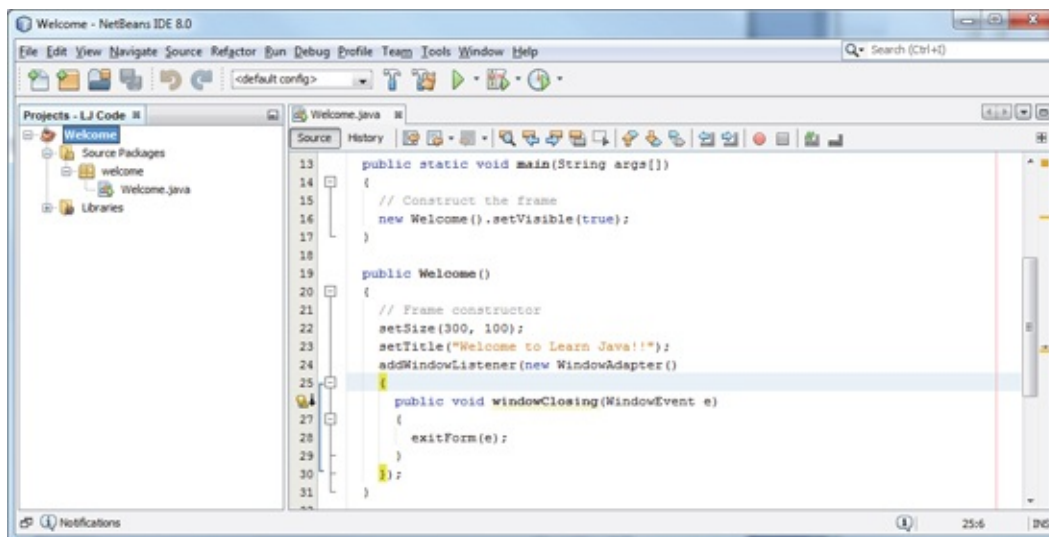 Welcome - NetBeans IDE 8.0
File Edit View Navigate Source Refactor Run Debug Profile Team Tools Window Help
Search (Ctrl+I)
<default config>
Projects - LJ Code
Welcome
Source Packages
welcome
Welcome.java
Libraries
Welcome.java
Source History
13 public static void main(String args[])
14 {
15 // Construct the frame
16 new Welcome().setVisible(true);
17 }
18
19 public Welcome()
20 {
21 // Frame constructor
22 setSize(300, 100);
23 setTitle("Welcome to Learn Java!!");
24 addWindowListener(new WindowAdapter()
25 {
public void windowClosing(WindowEvent e)
27 {
28 exitForm(e);
29 }
30 });
31 }
Notifications
25:6
INS